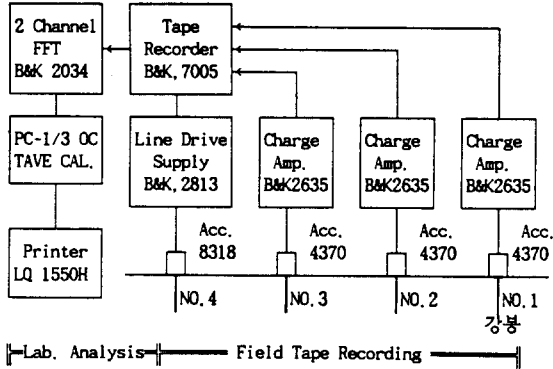 2 Channel
FFT
B&K 2034
Tape
Recorder
B&K, 7005
PC-1/3 OC
TAVE CAL.
Line Drive
Supply
B&K, 2813
Charge
Amp.
B&K2635
Charge
Amp.
B&K2635
Charge
Amp.
B&K2635
Printer
LQ 1550H
Acc.
8318
Acc.
4370
Acc.
4370
Acc.
4370
NO.4
NO.3
NO.2
NO.1
강봉
Lab. Analysis
Field Tape Recording